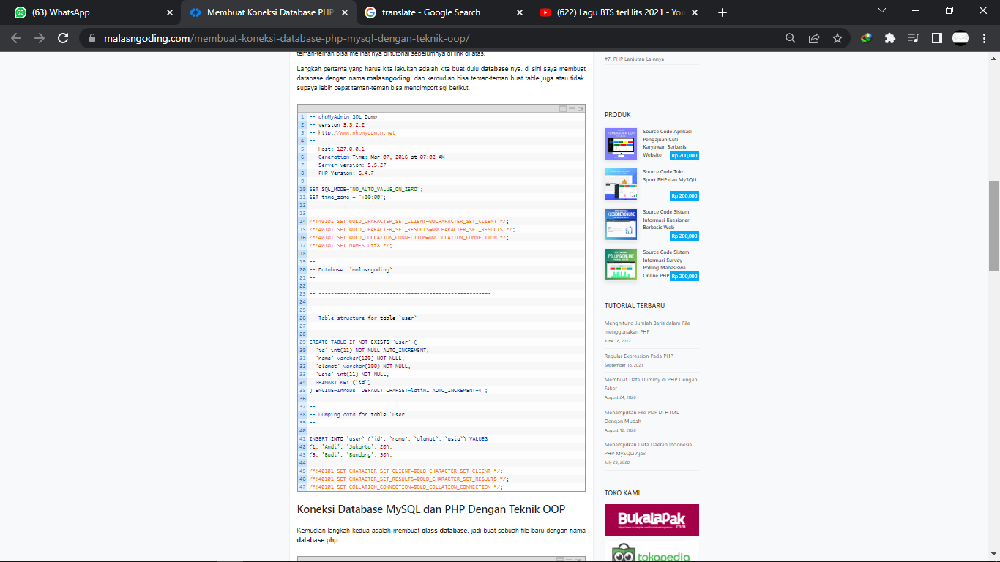 (63) WhatsApp
Membuat Koneksi Database PHP
translate - Google Search
(622) Lagu BTS terHits 2021 - You
malasngoding.com/membuat-koneksi-database-php-mysql-dengan-teknik-oop/
teman-teman bisa melihat nya di tutorial sebelumnya di link di atas.
Langkah pertama yang harus kita lakukan adalah kita buat dulu database nya. di sini saya membuat
database dengan nama malasngoding. dan kemudian bisa teman-teman buat table juga atau tidak.
supaya lebih cepat teman-teman bisa mengimport sql berikut.
1 -- phpMyAdmin SQL Dump
2 -- version 3.5.2.2
3 -- http://www.phpmyadmin.net
4 --
5 -- Host: 127.0.0.1
6 -- Generation Time: Mar 07, 2016 at 07:02 AM
7 -- Server version: 5.5.27
8 -- PHP Version: 5.4.7
9
10 SET SQL_MODE="NO_AUTO_VALUE_ON_ZERO";
11 SET time_zone = "+00:00";
12
13
14 /*!40101 SET @OLD_CHARACTER_SET_CLIENT=@@CHARACTER_SET_CLIENT */;
15 /*!40101 SET @OLD_CHARACTER_SET_RESULTS=@@CHARACTER_SET_RESULTS */;
16 /*!40101 SET @OLD_COLLATION_CONNECTION=@@COLLATION_CONNECTION */;
17 /*!40101 SET NAMES utf8 */;
18
19 --
20 -- Database: `malasngoding`
21 --
22
23 -- --------------------------------------------------------
24
25 --
26 -- Table structure for table `user`
27 --
28
29 CREATE TABLE IF NOT EXISTS `user` (
30 `id` int(11) NOT NULL AUTO_INCREMENT,
31 `nama` varchar(100) NOT NULL,
32 `alamat` varchar(100) NOT NULL,
33 `usia` int(11) NOT NULL,
34 PRIMARY KEY (`id`)
35 ) ENGINE=InnoDB DEFAULT CHARSET=latin1 AUTO_INCREMENT=4 ;
36
37 --
38 -- Dumping data for table `user`
39 --
40
41 INSERT INTO `user` (`id`, `nama`, `alamat`, `usia`) VALUES
42 (1, 'Andi', 'Jakarta', 20),
43 (3, 'Budi', 'Bandung', 30);
44
45 /*!40101 SET CHARACTER_SET_CLIENT=@OLD_CHARACTER_SET_CLIENT */;
46 /*!40101 SET CHARACTER_SET_RESULTS=@OLD_CHARACTER_SET_RESULTS */;
47 /*!40101 SET COLLATION_CONNECTION=@OLD_COLLATION_CONNECTION */;
Koneksi Database MySQL dan PHP Dengan Teknik OOP
Kemudian langkah kedua adalah membuat class database. jadi buat sebuah file baru dengan nama
database.php.
#7. PHP Lanjutan Lainnya
PRODUK
Source Code Aplikasi
Pengajuan Cuti
Karyawan Berbasis
Website Rp 200,000
Source Code Toko
Sport PHP dan MySQLi
Rp 200,000
KUESIONER ONLINE
Source Code Sistem
Informasi Kuesioner
Berbasis Web
Rp 200,000
POLLING ONLINE
Source Code Sistem
Informasi Survey
Polling Mahasiswa
Online PHP Rp 200,000
TUTORIAL TERBARU
Menghitung Jumlah Baris dalam File
menggunakan PHP
June 18, 2022
Regular Expression Pada PHP
September 18, 2021
Membuat Data Dummy di PHP Dengan
Faker
August 24, 2020
Menampilkan File PDF Di HTML
Dengan Mudah
August 12, 2020
Menampilkan Data Daerah Indonesia
PHP MySQLi Ajax
July 29, 2020
TOKO KAMI
BUKALAPAK
.com
tokopedia